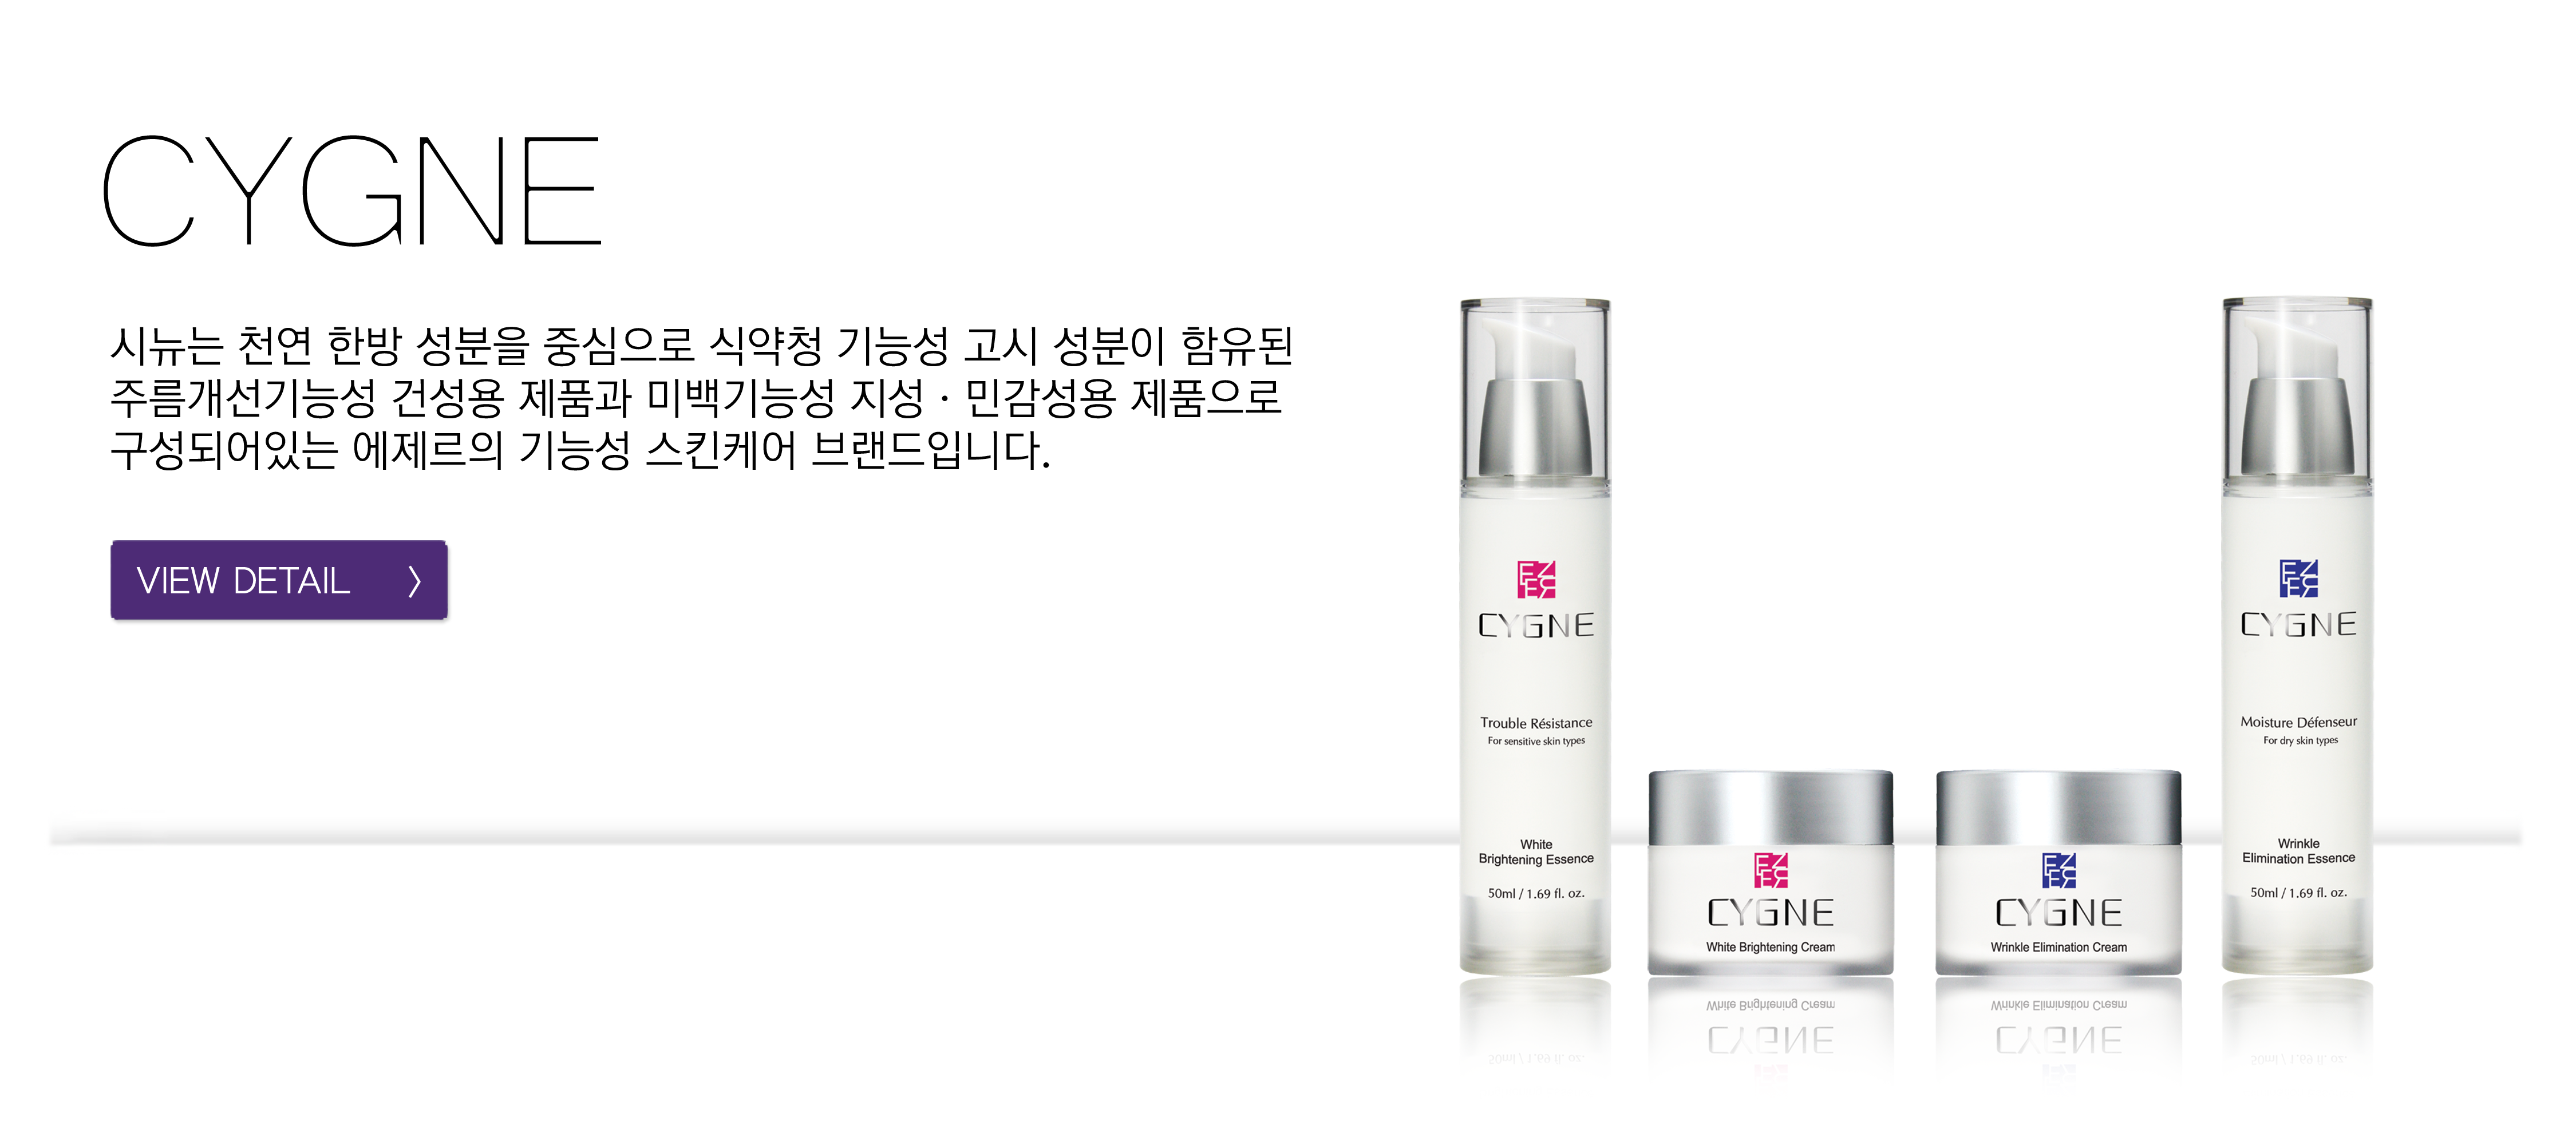 CYGNE
시뉴는 천연 한방 성분을 중심으로 식약청 기능성 고시 성분이 함유된
주름개선기능성 건성용 제품과 미백기능성 지성 · 민감성용 제품으로
구성되어있는 에제르의 기능성 스킨케어 브랜드입니다.
VIEW DETAIL >
EZER
CYGNE
Trouble Résistance
For sensitive skin types
White
Brightening Essence
50ml / 1.69 fl. oz.
EZER
CYGNE
White Brightening Cream
EZER
CYGNE
Wrinkle Elimination Cream
EZER
CYGNE
Moisture Défenseur
For dry skin types
Wrinkle
Elimination Essence
50ml / 1.69 fl. oz.